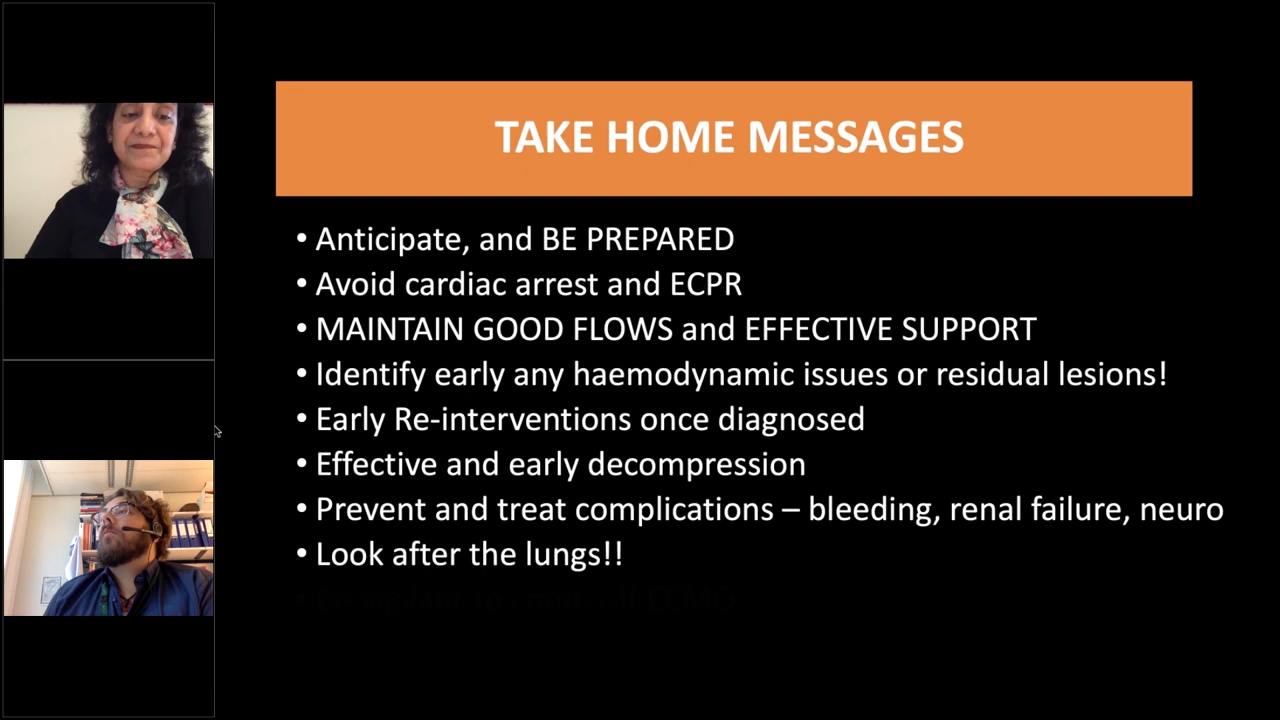 TAKE HOME MESSAGES
• Anticipate, and BE PREPARED
• Avoid cardiac arrest and ECPR
• MAINTAIN GOOD FLOWS and EFFECTIVE SUPPORT
• Identify early any haemodynamic issues or residual lesions!
• Early Re-interventions once diagnosed
• Effective and early decompression
• Prevent and treat complications – bleeding, renal failure, neuro
• Look after the lungs!!